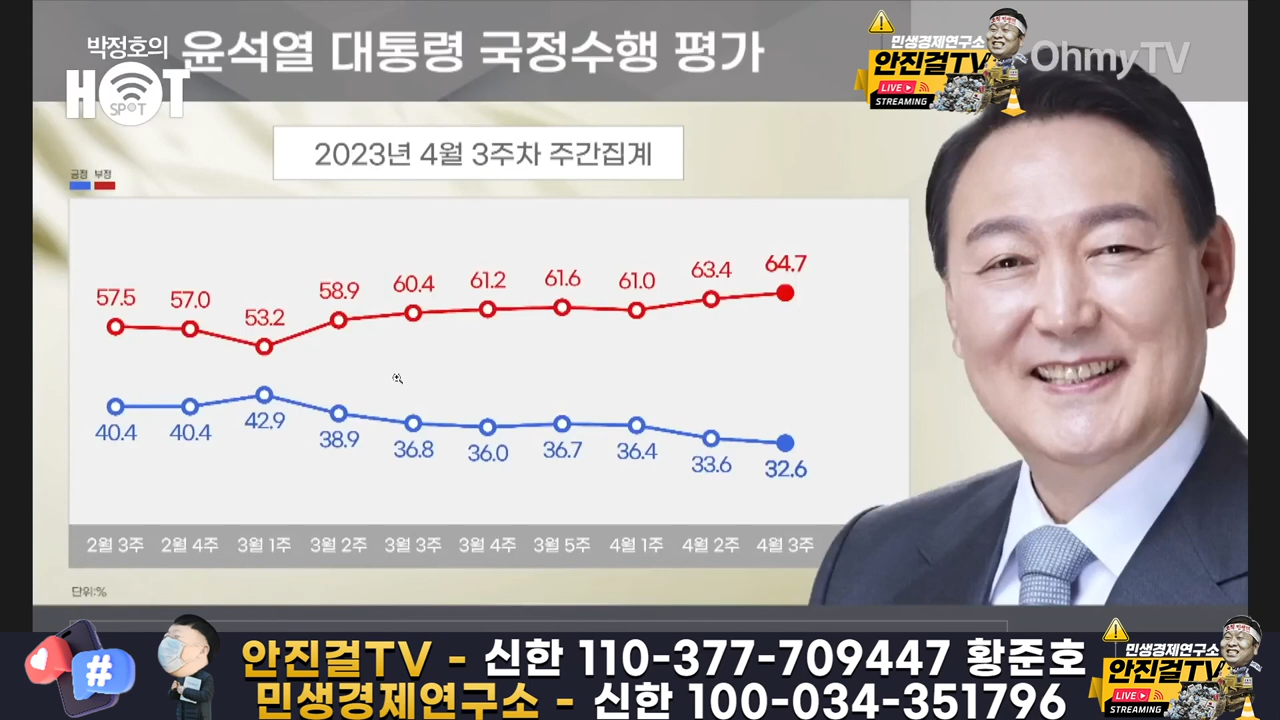 박정호의
HOT
SPOT
윤석열 대통령 국정수행 평가
민생경제연구소
안진걸TV
LIVE
STREAMING
OhmyTV
2023년 4월 3주차 주간집계
긍정 부정
57.5 57.0 53.2 58.9 60.4 61.2 61.6 61.0 63.4 64.7
40.4 40.4 42.9 38.9 36.8 36.0 36.7 36.4 33.6 32.6
2월 3주 2월 4주 3월 1주 3월 2주 3월 3주 3월 4주 3월 5주 4월 1주 4월 2주 4월 3주
단위:%
#
안진걸TV - 신한 110-377-709447 황준호
민생경제연구소 - 신한 100-034-351796
민생경제연구소
안진걸TV
LIVE
STREAMING